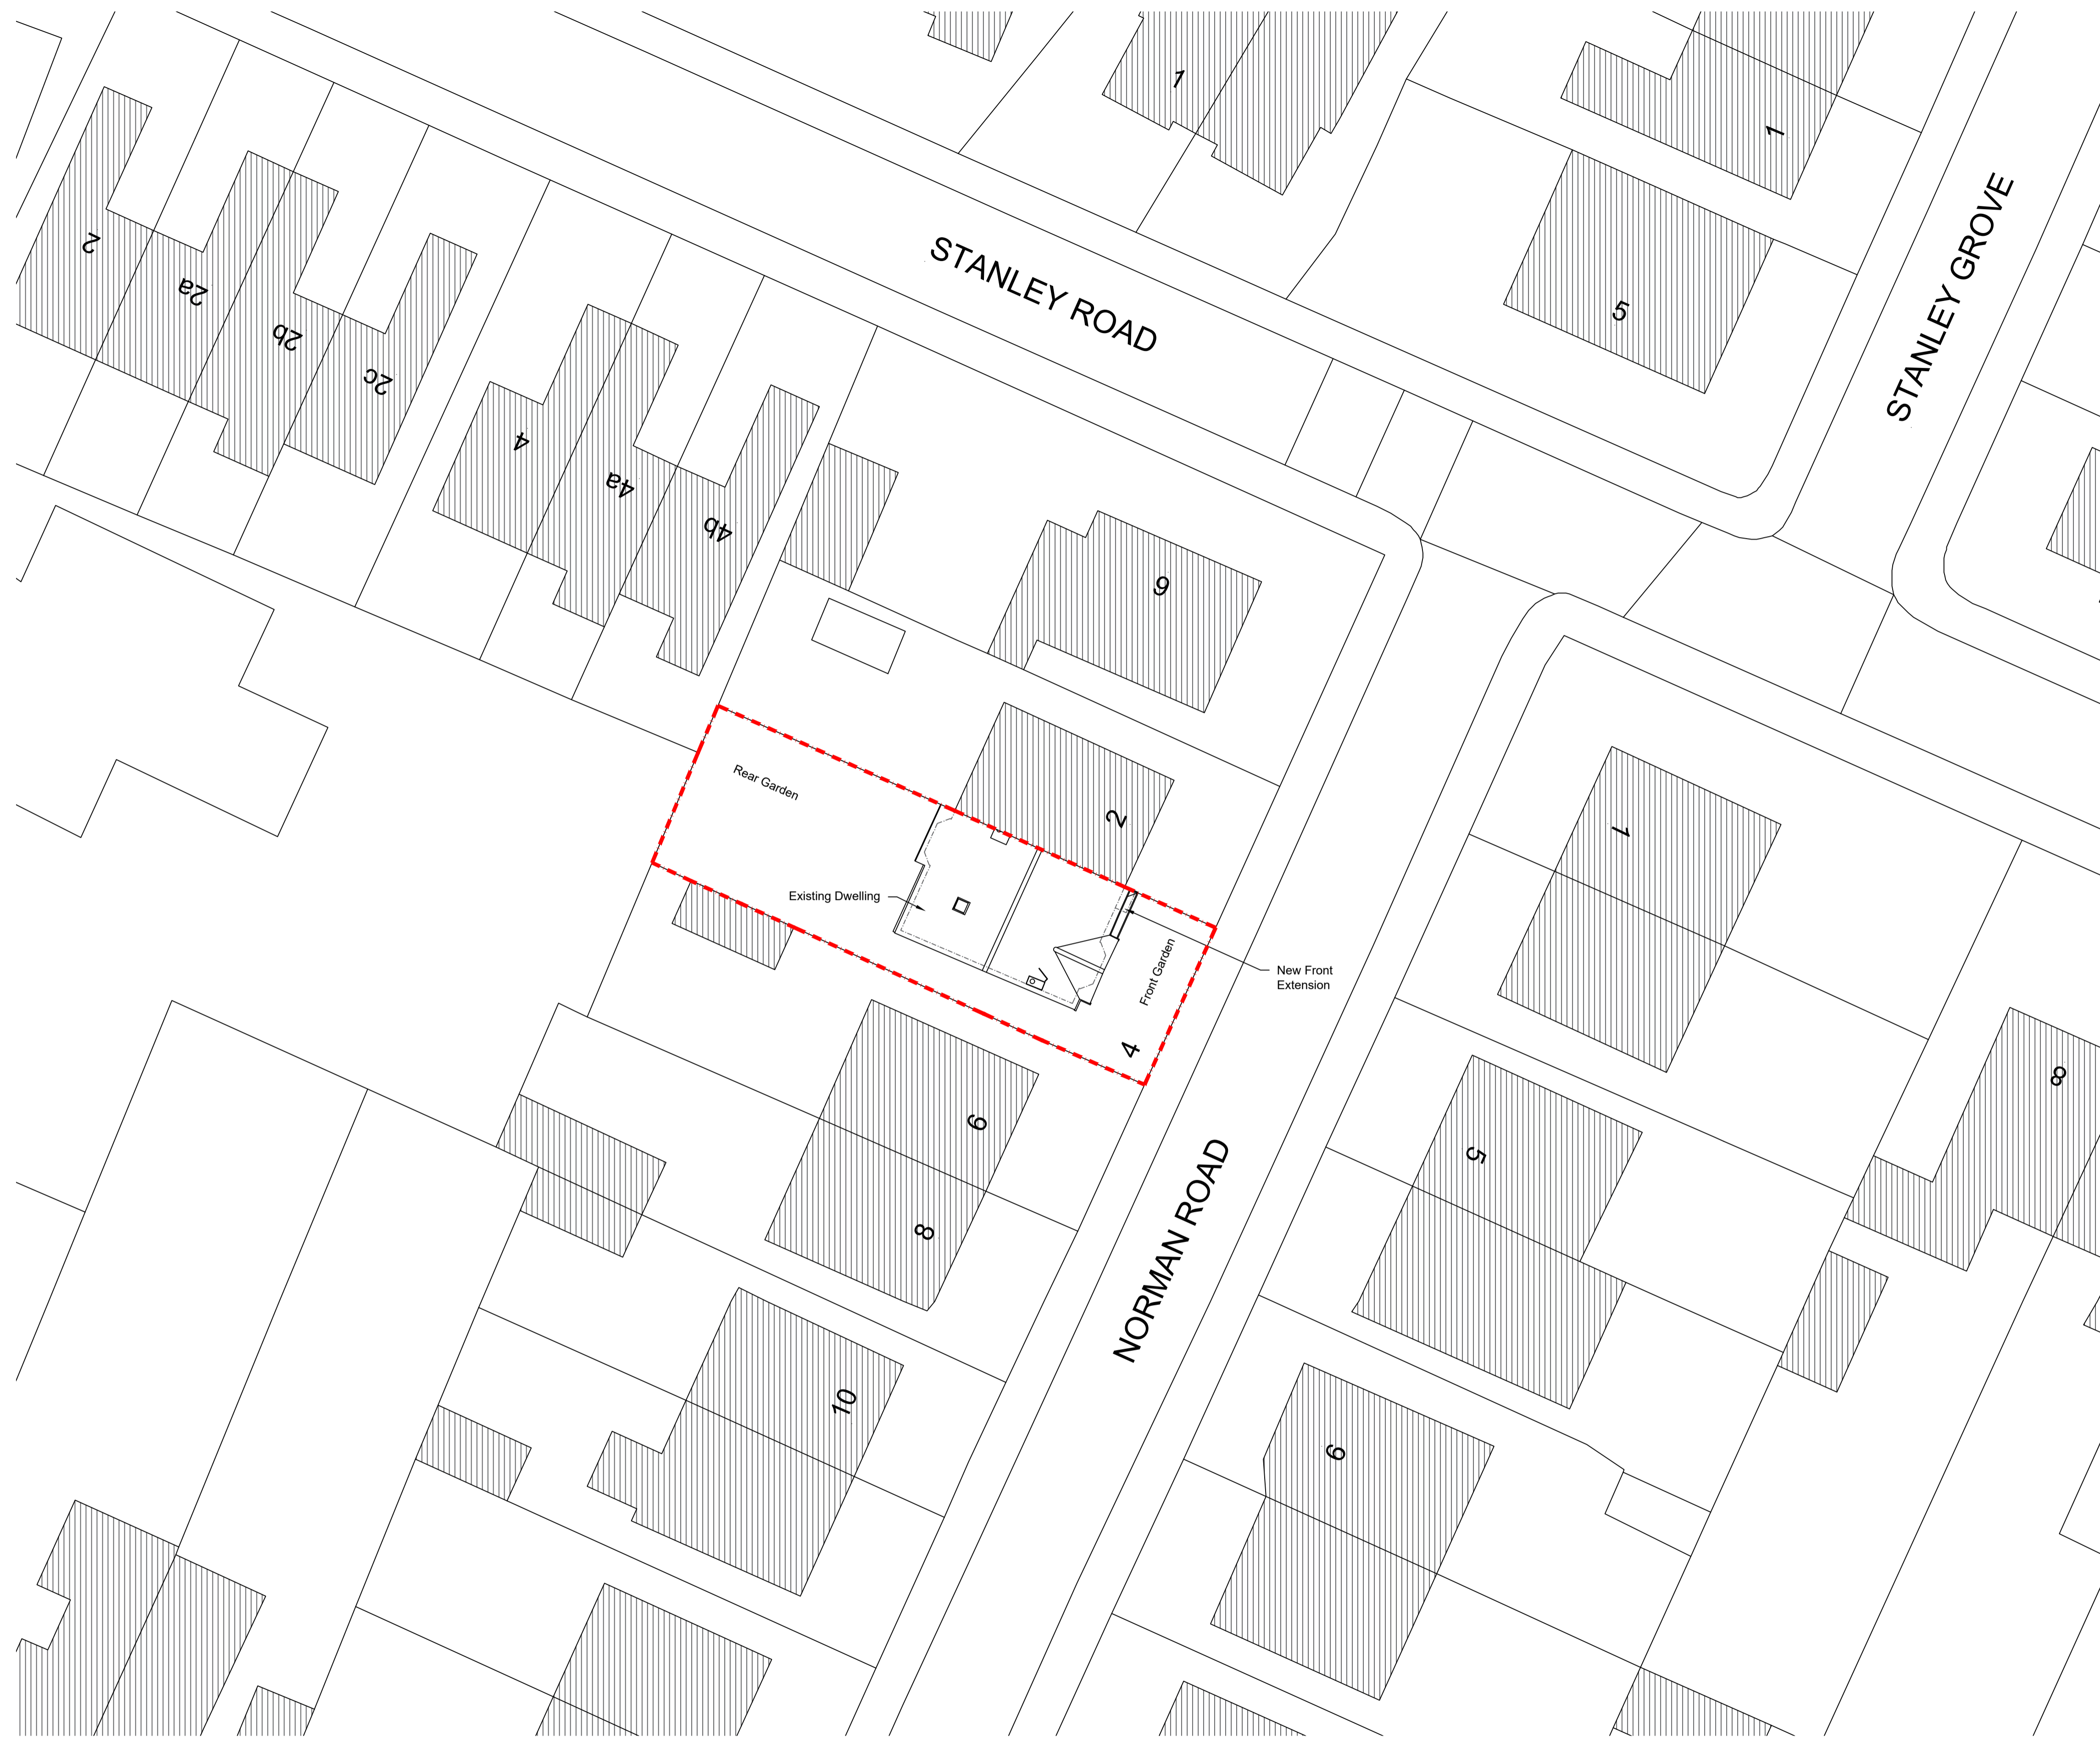 1
1
STANLEY GROVE
2
2a
2b
2c
STANLEY ROAD
5
4
4a
4b
6
Rear Garden
2
1
Existing Dwelling
New Front
Extension
Front Garden
4
8
6
5
NORMAN ROAD
8
10
9